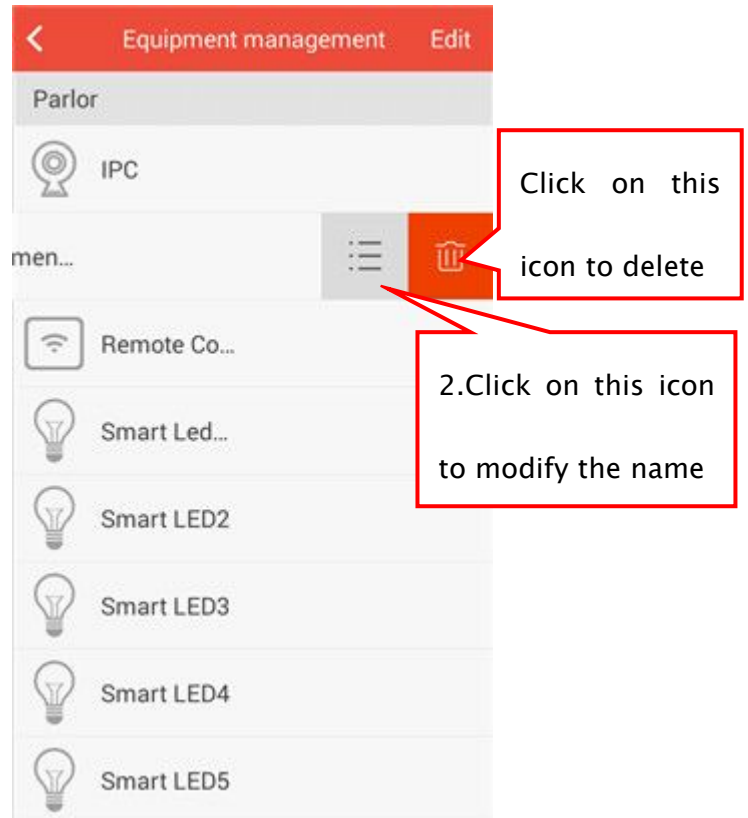 Equipment management Edit
Parlor
IPC
Click on this
icon to delete
men...
Remote Co...
2.Click on this icon
to modify the name
Smart Led...
Smart LED2
Smart LED3
Smart LED4
Smart LED5